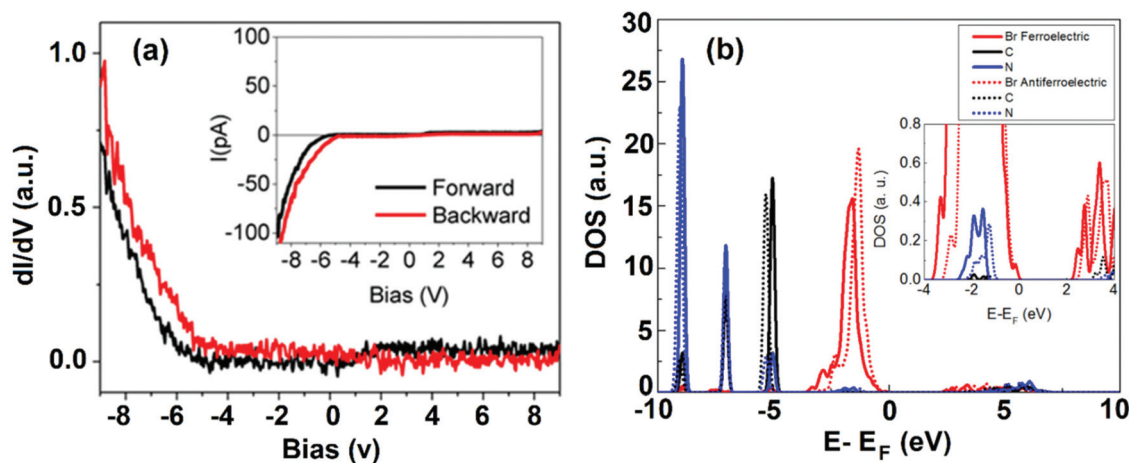 (a)
dI/dV (a.u.)
1.0
0.5
0.0
-8 -6 -4 -2 0 2 4 6 8
Bias (v)
I(pA)
100
50
0
-50
-100
-8 -6 -4 -2 0 2 4 6 8
Bias (V)
Forward
Backward
(b)
DOS (a.u.)
30
25
20
15
10
5
0
-10 -5 0 5 10
E- EF (eV)
Br Ferroelectric
C
N
Br Antiferroelectric
C
N
DOS (a. u.)
0.8
0.6
0.4
0.2
0.0
-4 -2 0 2 4
E-EF (eV)